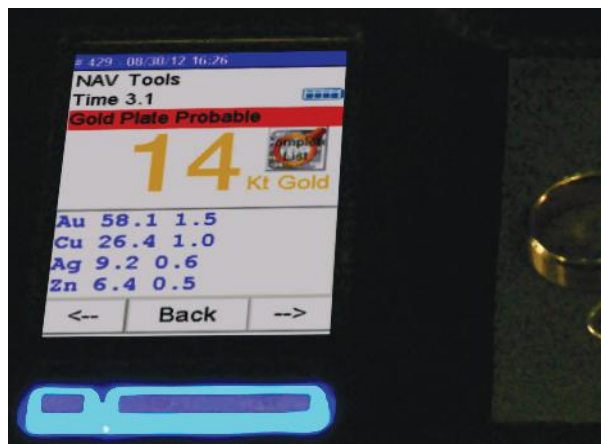 # 429 - 08/30/12 16:26
NAV Tools
Time 3.1
Gold Plate Probable
14
List
Kt Gold
Au 58.1 1.5
Cu 26.4 1.0
Ag 9.2 0.6
Zn 6.4 0.5
<-- Back -->